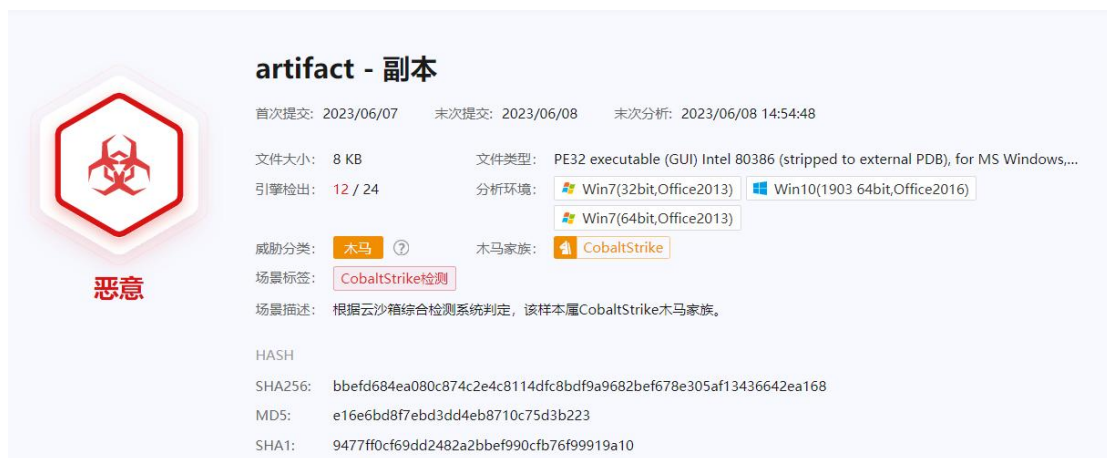 artifact - 副本
首次提交: 2023/06/07 末次提交: 2023/06/08 末次分析: 2023/06/08 14:54:48
文件大小: 8 KB 文件类型: PE32 executable (GUI) Intel 80386 (stripped to external PDB), for MS Windows,...
引擎检出: 12 / 24 分析环境: Win7(32bit,Office2013) Win10(1903 64bit,Office2016)
Win7(64bit,Office2013)
威胁分类: 木马 ? 木马家族: CobaltStrike
恶意
场景标签: CobaltStrike检测
场景描述: 根据云沙箱综合检测系统判定，该样本属CobaltStrike木马家族。
HASH
SHA256: bbefd684ea080c874c2e4c8114dfc8bdf9a9682bef678e305af13436642ea168
MD5: e16e6bd8f7ebd3dd4eb8710c75d3b223
SHA1: 9477ff0cf69dd2482a2bbef990cfb76f99919a10